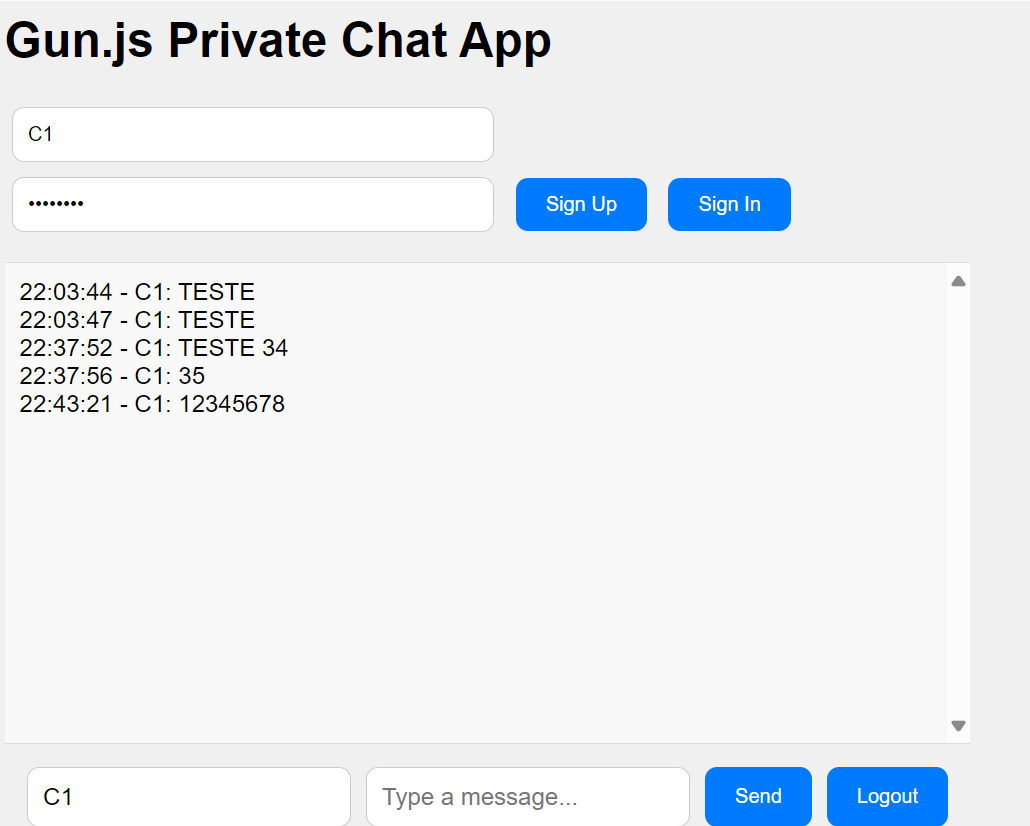 Gun.js Private Chat App
C1
••••••••
Sign Up
Sign In
22:03:44 - C1: TESTE
22:03:47 - C1: TESTE
22:37:52 - C1: TESTE 34
22:37:56 - C1: 35
22:43:21 - C1: 12345678
C1
Type a message...
Send
Logout